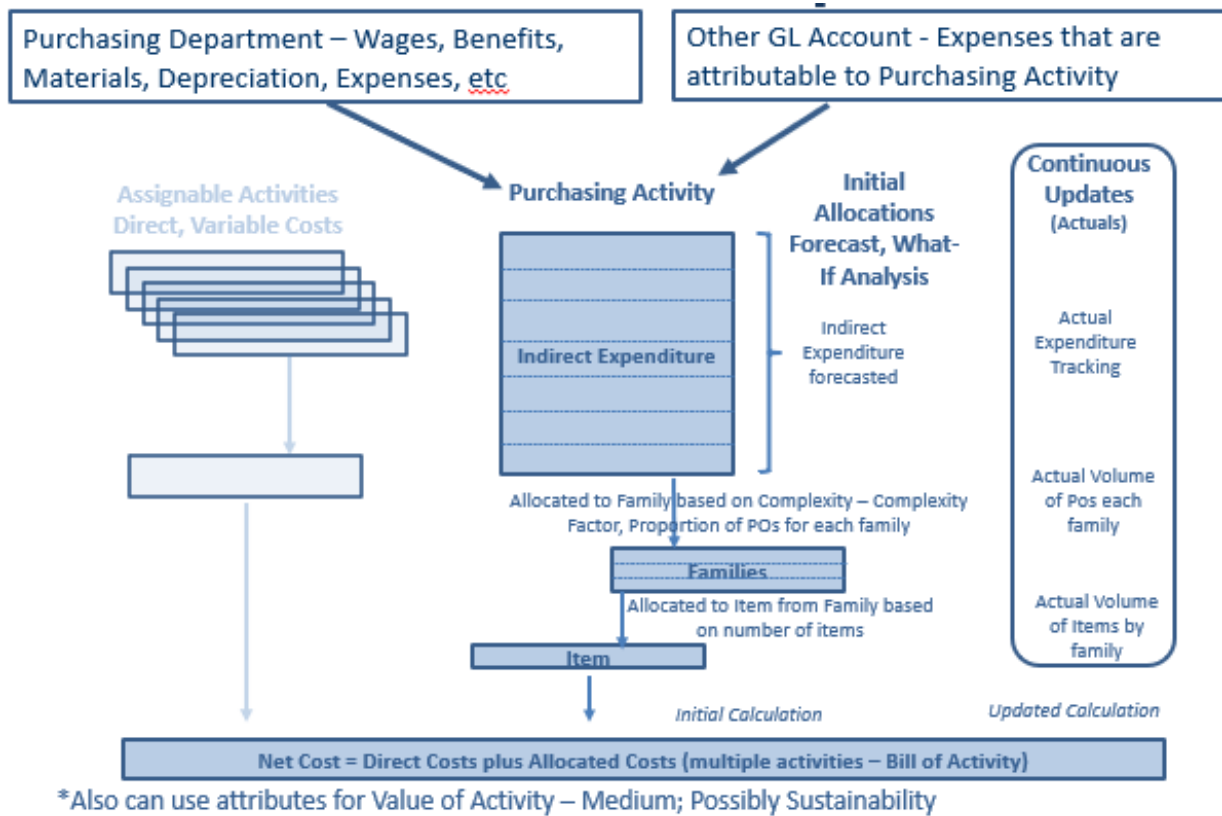 Purchasing Department – Wages, Benefits,
Materials, Depreciation, Expenses, etc
Other GL Account - Expenses that are
attributable to Purchasing Activity
Assignable Activities
Direct, Variable Costs
Purchasing Activity
Initial
Allocations
Forecast, What-
If Analysis
Continuous
Updates
(Actuals)
Indirect Expenditure
Indirect
Expenditure
forecasted
Actual
Expenditure
Tracking
Allocated to Family based on Complexity – Complexity
Factor, Proportion of POs for each family
Actual Volume
of Pos each
family
Families
Allocated to Item from Family based
on number of items
Actual Volume
of Items by
family
Item
Initial Calculation
Updated Calculation
Net Cost = Direct Costs plus Allocated Costs (multiple activities – Bill of Activity)
*Also can use attributes for Value of Activity – Medium; Possibly Sustainability